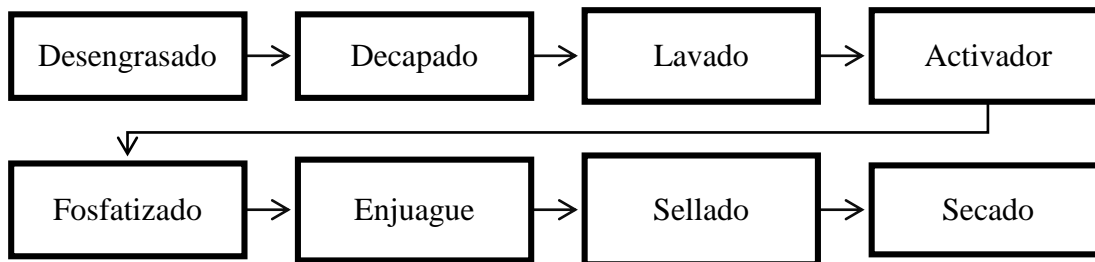 Desengrasado
Decapado
Lavado
Activador
Fosfatizado
Enjuague
Sellado
Secado